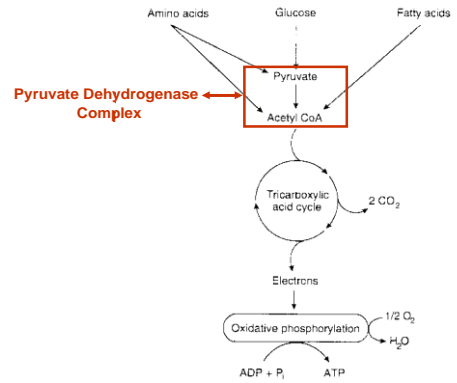 Amino acids
Glucose
Fatty acids
Pyruvate
Pyruvate Dehydrogenase
Complex
Acetyl CoA
Tricarboxylic
acid cycle
2 CO₂
Electrons
1/2 O₂
Oxidative phosphorylation
H₂O
ADP + Pᵢ
ATP